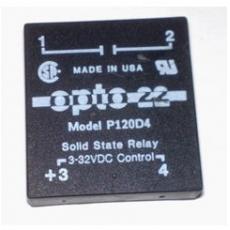 1 2
MADE IN USA
opto 22
Model P120D4
Solid State Relay
3-32VDC Control
+3 4